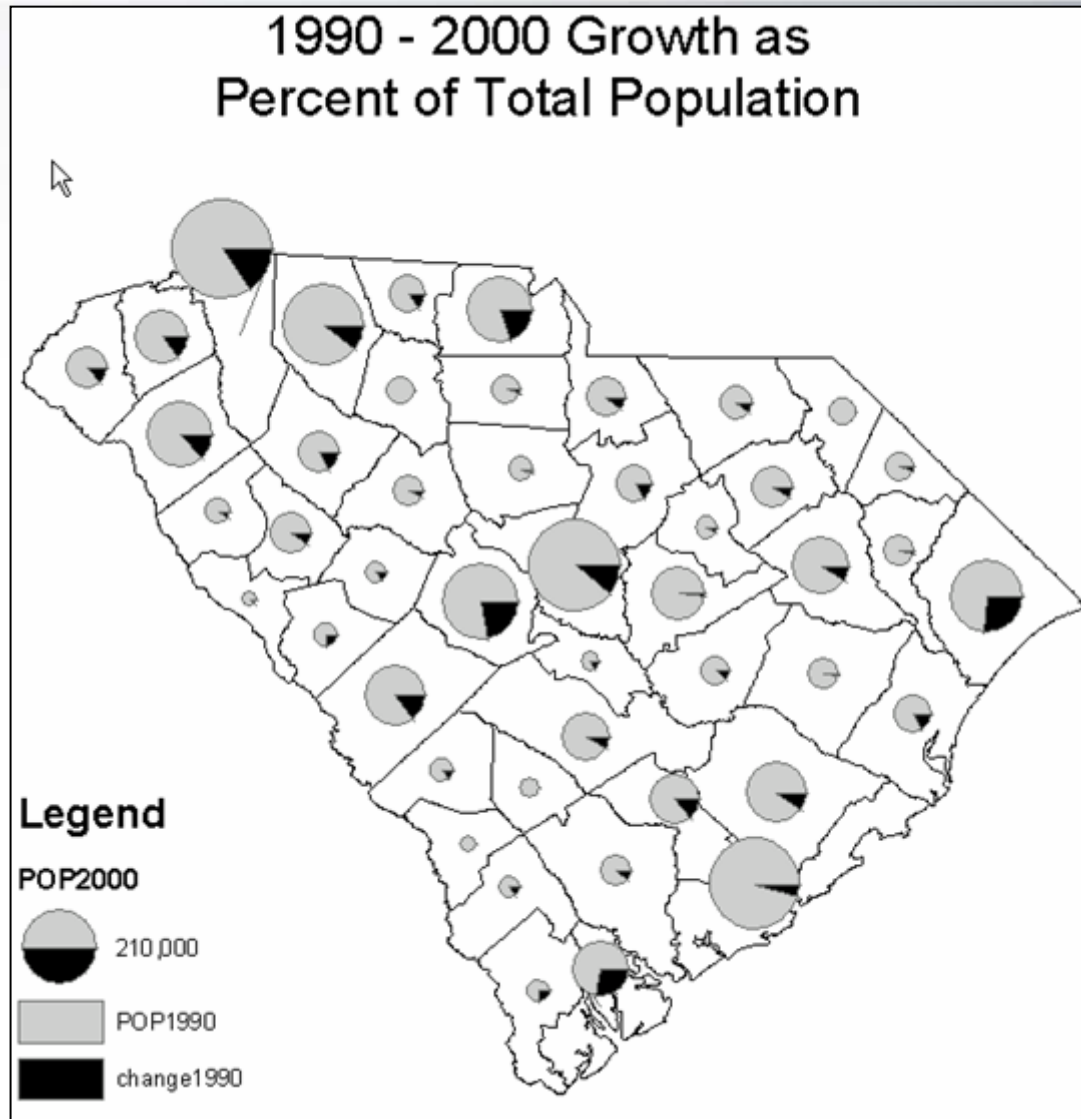 1990 - 2000 Growth as
Percent of Total Population
Legend
POP2000
210,000
POP1990
change1990